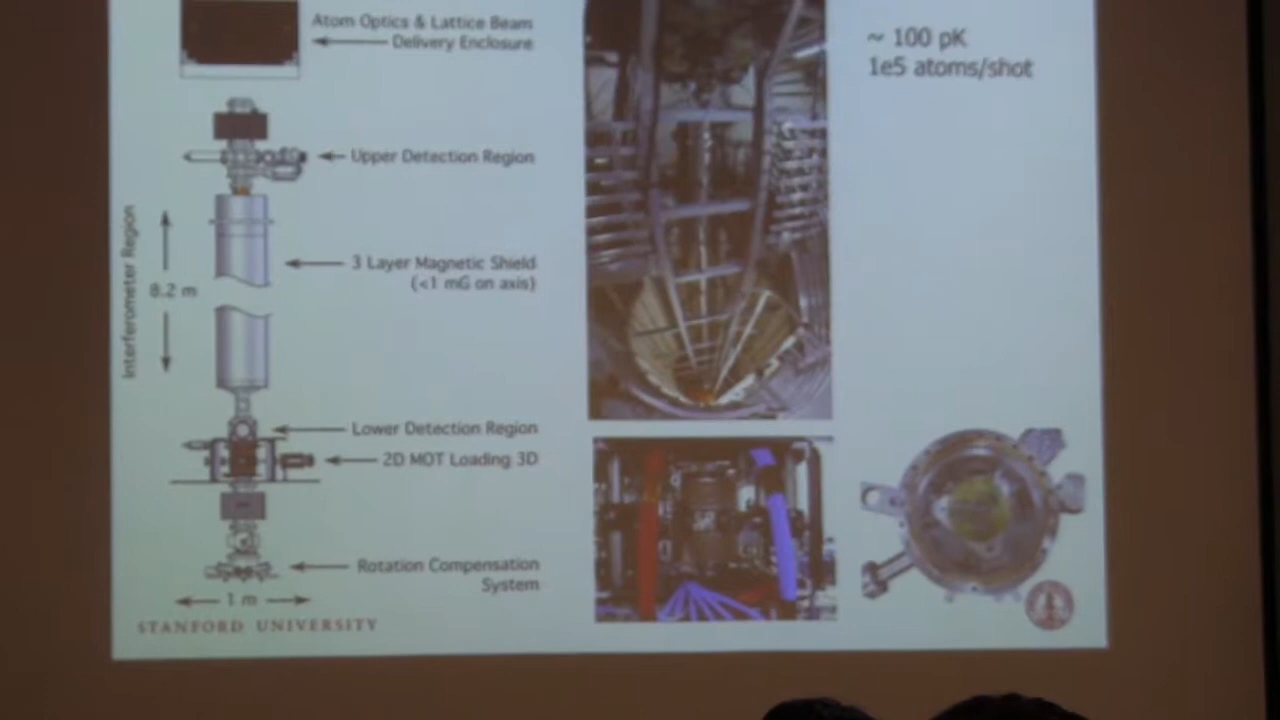 Atom Optics & Lattice Beam
Delivery Enclosure
~ 100 pK
1e5 atoms/shot
Upper Detection Region
Interferometer Region
8.2 m
3 Layer Magnetic Shield
(<1 mG on axis)
Lower Detection Region
2D MOT Loading 3D
Rotation Compensation
System
1 m
STANFORD UNIVERSITY